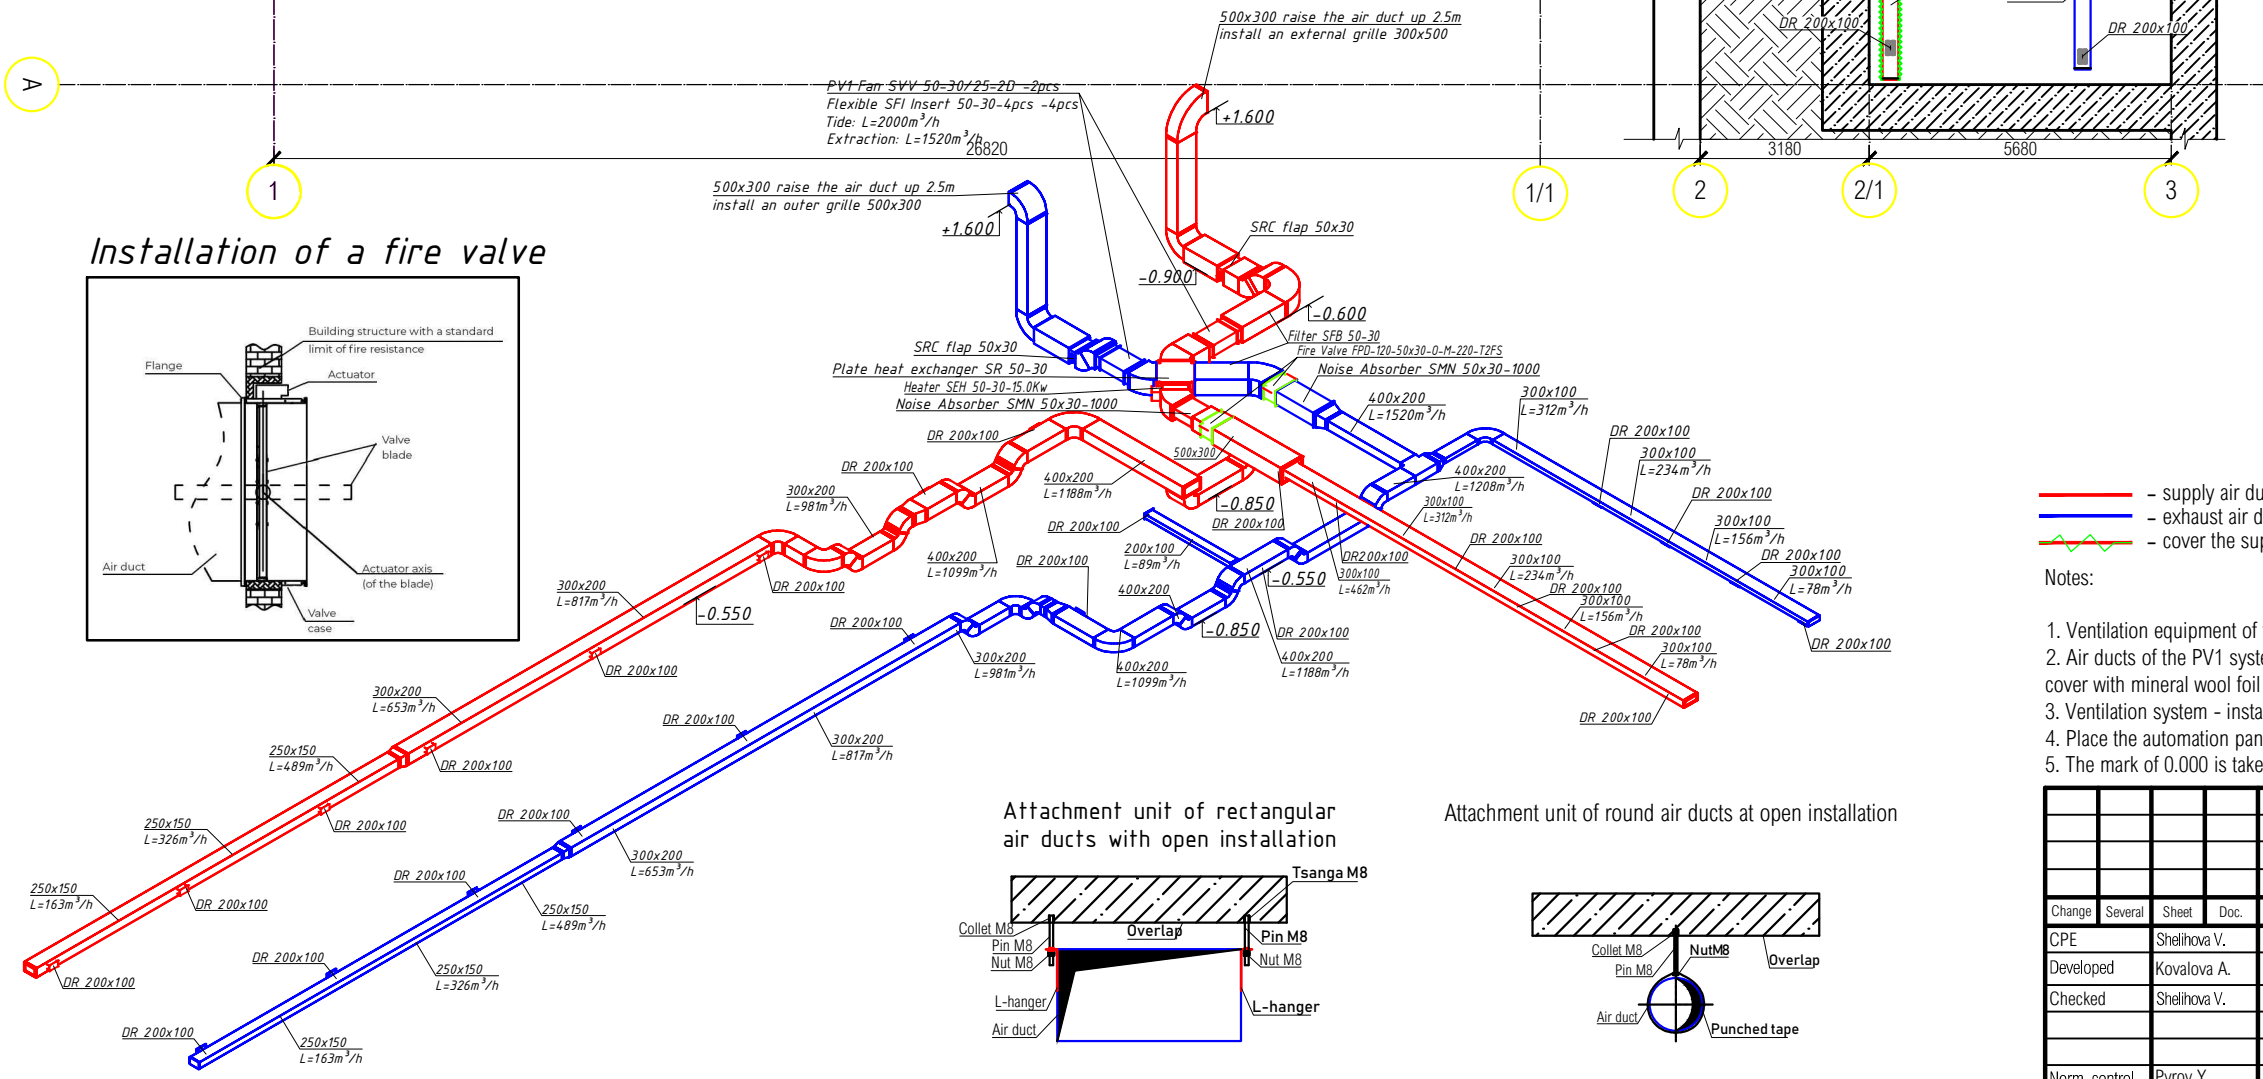 500x300 raise the air duct up 2.5m
install an external grille 300x500
DR 200x100
DR 200x100
A
PV1 Fan SVV 50-30/25-2D -2pcs
Flexible SFI Insert 50-30-4pcs -4pcs
Tide: L=2000m³/h
Extraction: L=1520m³/h
+1.600
26820
3180
5680
1
1/1
2
2/1
3
500x300 raise the air duct up 2.5m
install an outer grille 500x300
+1.600
SRC flap 50x30
-0.900
-0.600
Installation of a fire valve
Building structure with a standard
limit of fire resistance
Flange
Actuator
Valve
blade
Air duct
Actuator axis
(of the blade)
Valve
case
SRC flap 50x30
Plate heat exchanger SR 50-30
Heater SEH 50-30-15.0Kw
Noise Absorber SMN 50x30-1000
Filter SFB 50-30
Fire Valve FPD-120-50x30-0-M-220-T2FS
Noise Absorber SMN 50x30-1000
400x200
L=1520m³/h
300x100
L=312m³/h
DR 200x100
300x100
L=234m³/h
DR 200x100
300x100
L=156m³/h
DR 200x100
300x100
L=78m³/h
DR 200x100
DR 200x100
DR 200x100
300x200
L=981m³/h
400x200
L=1188m³/h
500x300
400x200
L=1208m³/h
-0.850
DR 200x100
300x100
L=312m³/h
DR 200x100
400x200
L=1099m³/h
DR 200x100
200x100
L=89m³/h
-0.550
DR200x100
300x100
L=462m³/h
DR 200x100
300x100
L=234m³/h
DR 200x100
300x100
L=156m³/h
DR 200x100
300x100
L=78m³/h
DR 200x100
300x200
L=817m³/h
DR 200x100
-0.550
400x200
-0.850
DR 200x100
400x200
L=1188m³/h
400x200
L=1099m³/h
DR 200x100
300x200
L=981m³/h
DR 200x100
300x200
L=653m³/h
DR 200x100
300x200
L=817m³/h
250x150
L=489m³/h
DR 200x100
250x150
L=326m³/h
DR 200x100
DR 200x100
300x200
L=653m³/h
250x150
L=163m³/h
DR 200x100
DR 200x100
250x150
L=489m³/h
DR 200x100
DR 200x100
250x150
L=326m³/h
DR 200x100
250x150
L=163m³/h
- supply air du
- exhaust air d
- cover the sup
Notes:
1. Ventilation equipment of
2. Air ducts of the PV1 syste
cover with mineral wool foil
3. Ventilation system - insta
4. Place the automation pan
5. The mark of 0.000 is take
Attachment unit of rectangular
air ducts with open installation
Tsanga M8
Collet M8
Overlap
Pin M8
Pin M8
Nut M8
Nut M8
L-hanger
L-hanger
Air duct
Attachment unit of round air ducts at open installation
Collet M8
NutM8
Overlap
Pin M8
Air duct
Punched tape
Change Several Sheet Doc.
CPE Shelihova V.
Developed Kovalova A.
Checked Shelihova V.
Norm. control Pyrov Y.